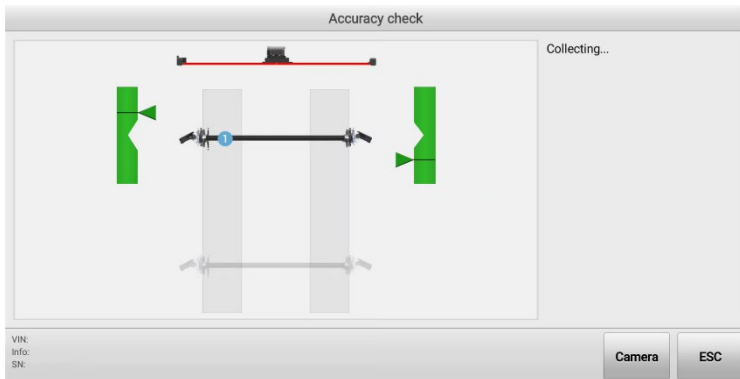 Accuracy check
Collecting...
1
VIN:
Info:
SN:
Camera
ESC